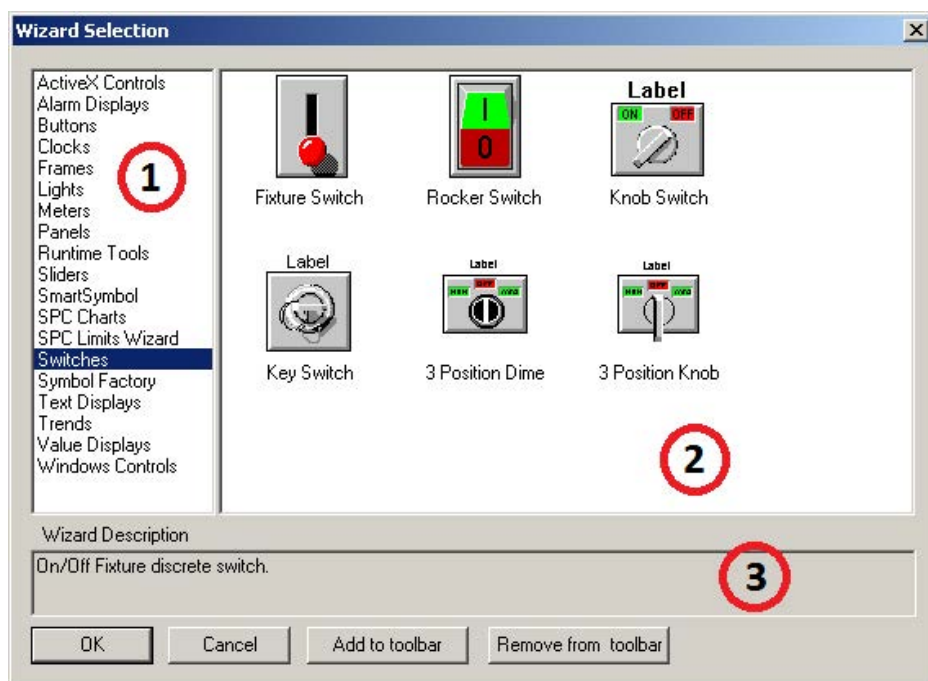 Wizard Selection
ActiveX Controls
Alarm Displays
Buttons
Clocks
Frames
Lights
Meters
Panels
Runtime Tools
Sliders
SmartSymbol
SPC Charts
SPC Limits Wizard
Switches
Symbol Factory
Text Displays
Trends
Value Displays
Windows Controls
1
I
0
Label
ON OFF
Fixture Switch Rocker Switch Knob Switch
Label Label Label
OFF OFF
Key Switch 3 Position Dime 3 Position Knob
2
Wizard Description
On/Off Fixture discrete switch.
3
OK Cancel Add to toolbar Remove from toolbar